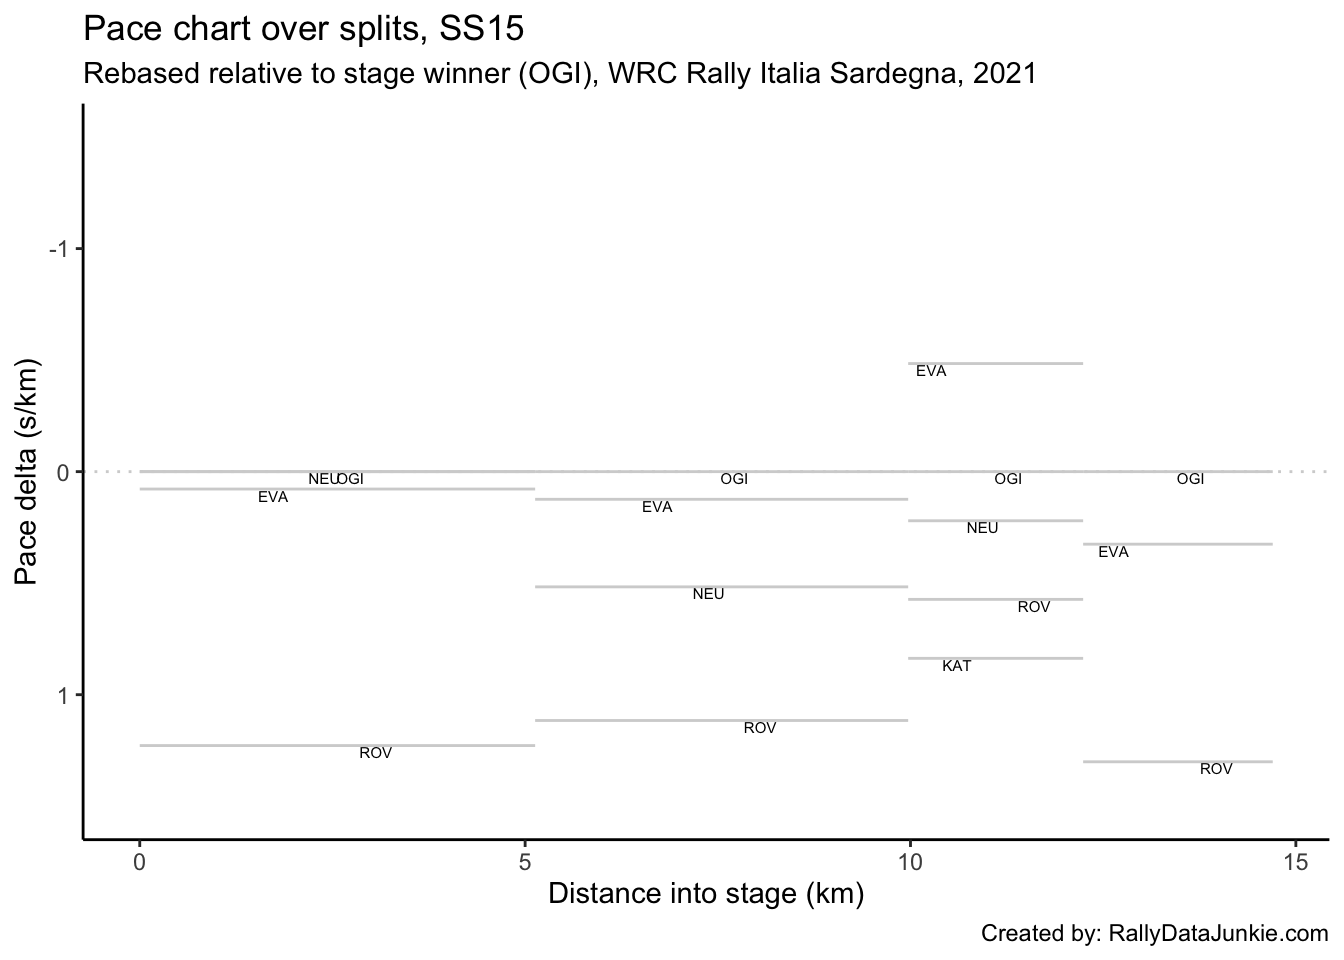 Pace chart over splits, SS15
Rebased relative to stage winner (OGI), WRC Rally Italia Sardegna, 2021
Pace delta (s/km)
-1
0
1
EVA
NEU OGI
OGI
OGI
OGI
EVA
EVA
NEU
EVA
NEU
ROV
KAT
ROV
ROV
ROV
0 5 10 15
Distance into stage (km)
Created by: RallyDataJunkie.com